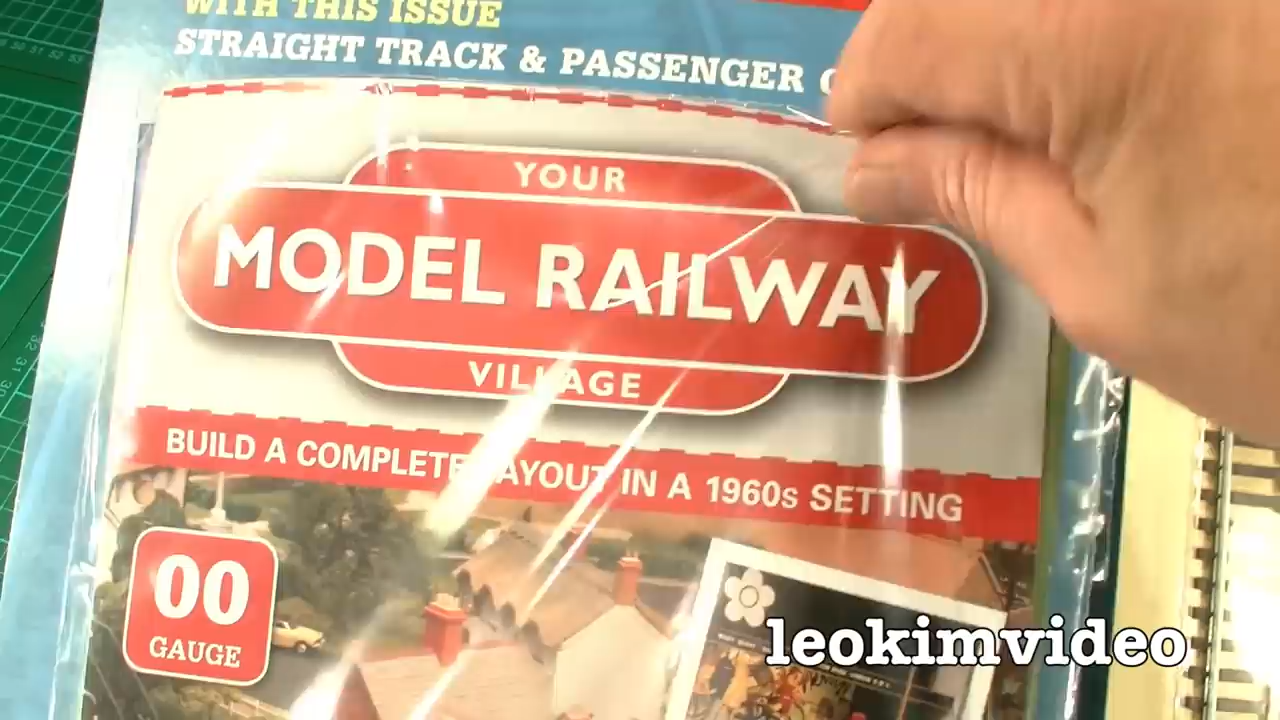 WITH THIS ISSUE
STRAIGHT TRACK & PASSENGER
YOUR
MODEL RAILWAY
VILLAGE
BUILD A COMPLETE LAYOUT IN A 1960s SETTING
00
GAUGE
leokimvideo